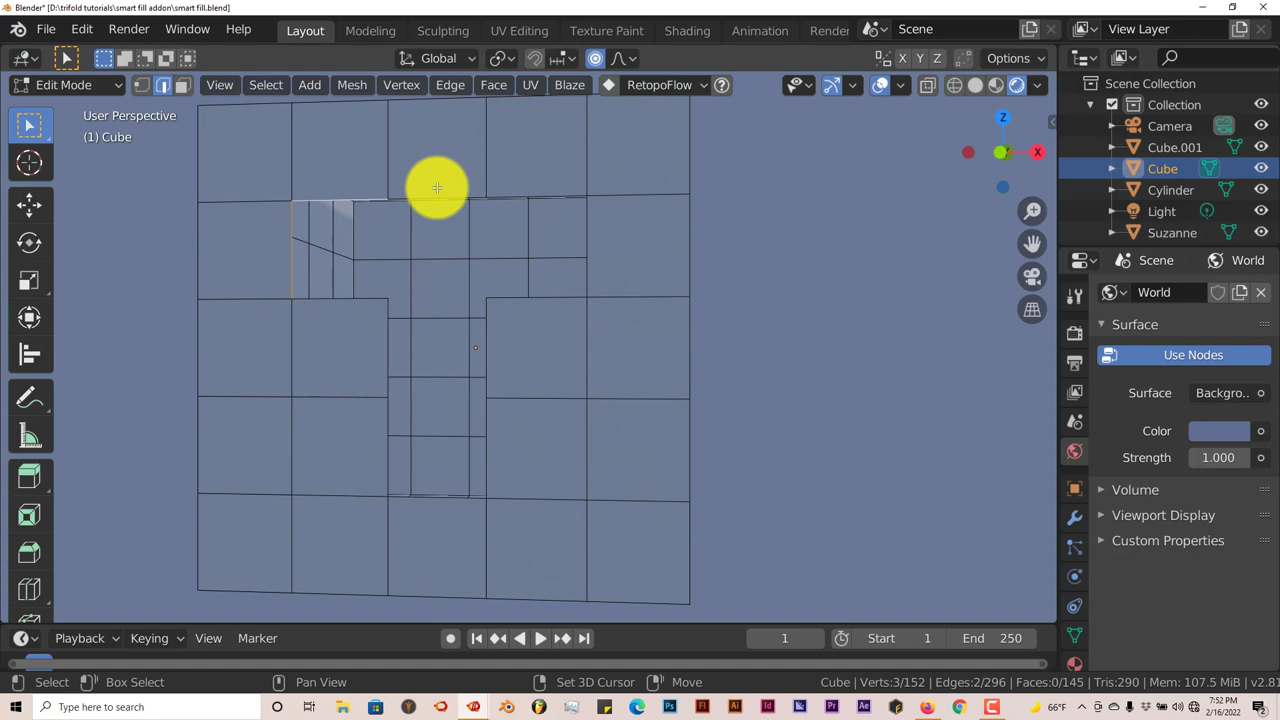 Blender* [D:\trifold tutorials\smart fill addon\smart fill.blend]
File Edit Render Window Help Layout Modeling Sculpting UV Editing Texture Paint Shading Animation Render Scene View Layer
Global X Y Z Options
Edit Mode View Select Add Mesh Vertex Edge Face UV Blaze RetopoFlow
User Perspective
(1) Cube
Z
X
Scene Collection
Collection
Camera
Cube.001
Cube
Cylinder
Light
Suzanne
Scene World
World
Surface
Use Nodes
Surface Backgro..
Color
Strength 1.000
Volume
Viewport Display
Custom Properties
Playback Keying View Marker 1 Start 1 End 250
Select Box Select Pan View Set 3D Cursor Move Cube | Verts:3/152 | Edges:2/296 | Faces:0/145 | Tris:290 | Mem: 107.5 MiB | v2.8
Type here to search 66°F 7:52 PM
2/16/2022